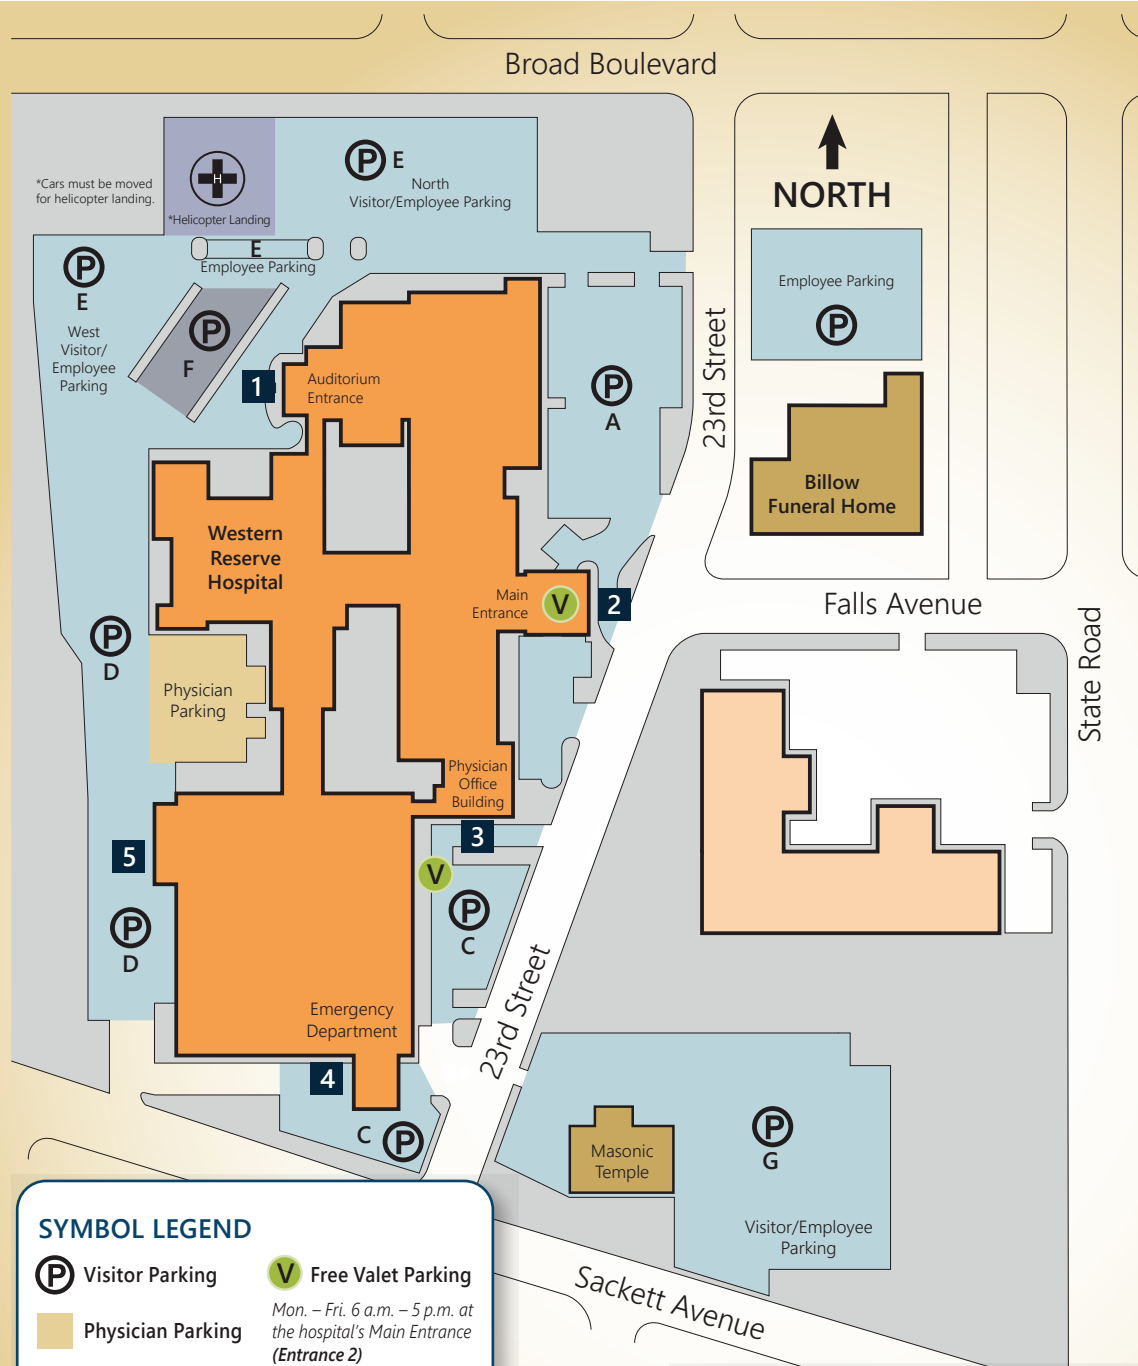 Broad Boulevard
P E
North
Visitor/Employee Parking
*Cars must be moved
for helicopter landing.
H
*Helicopter Landing
NORTH
E
Employee Parking
P
E
West
Visitor/
Employee
Parking
P
F
1
Auditorium
Entrance
P
A
23rd Street
Employee Parking
P
Billow
Funeral Home
Western
Reserve
Hospital
Main
Entrance
V
2
Falls Avenue
State Road
P
D
Physician
Parking
Physician
Office
Building
3
V
P
C
5
P
D
Emergency
Department
23rd Street
4
C P
Masonic
Temple
P
G
Visitor/Employee
Parking
Sackett Avenue
SYMBOL LEGEND
P Visitor Parking
Physician Parking
V Free Valet Parking
Mon. – Fri. 6 a.m. – 5 p.m. at
the hospital's Main Entrance
(Entrance 2)